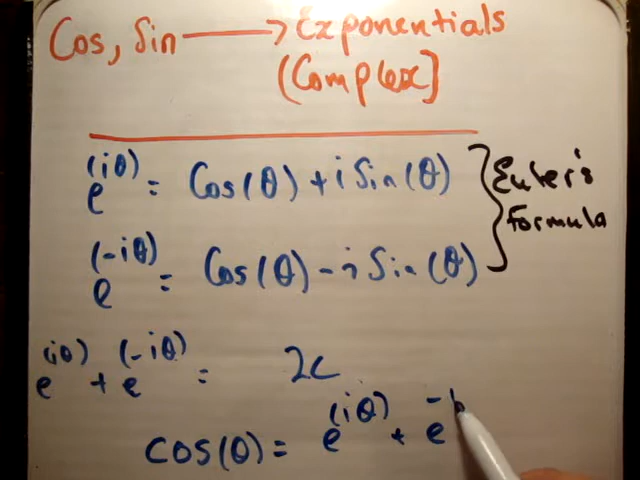 Cos, Sin → Exponentials
(Complex]
e^(iθ) = Cos(θ) + i Sin(θ)
e^(-iθ) = Cos(θ) - i Sin(θ)
Euler's
formula
e^(iθ) + e^(-iθ) = 2c
cos(θ) = e^(iθ) + e^-